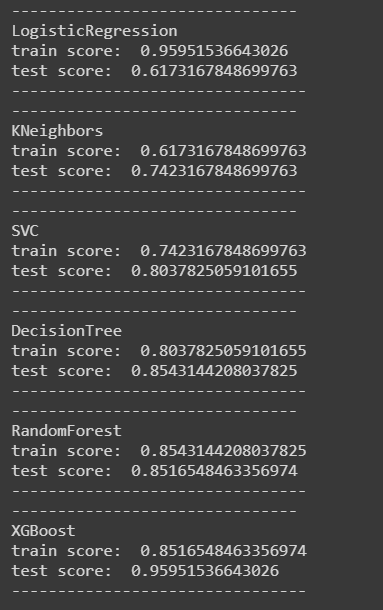 -------------------------------
LogisticRegression
train score:  0.95951536643026
test score:  0.6173167848699763
--------------------------------
-------------------------------
KNeighbors
train score:  0.6173167848699763
test score:  0.7423167848699763
--------------------------------
-------------------------------
SVC
train score:  0.7423167848699763
test score:  0.8037825059101655
--------------------------------
-------------------------------
DecisionTree
train score:  0.8037825059101655
test score:  0.8543144208037825
--------------------------------
-------------------------------
RandomForest
train score:  0.8543144208037825
test score:  0.8516548463356974
--------------------------------
-------------------------------
XGBoost
train score:  0.8516548463356974
test score:  0.95951536643026
--------------------------------